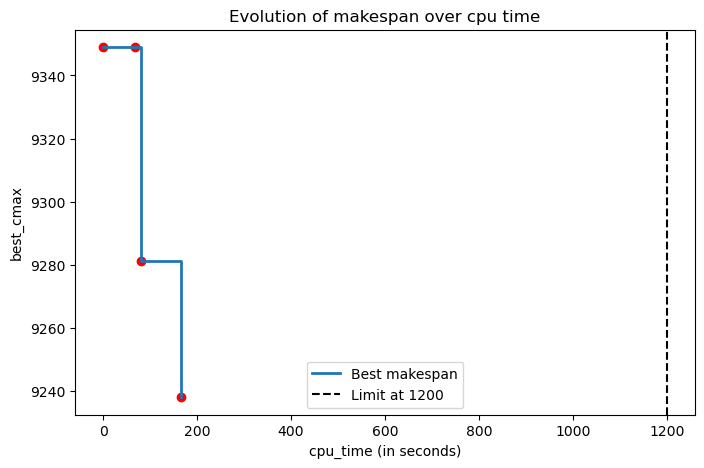 Evolution of makespan over cpu time
best_cmax
9340
9320
9300
9280
9260
9240
Best makespan
Limit at 1200
0
200
400
600
800
1000
1200
cpu_time (in seconds)